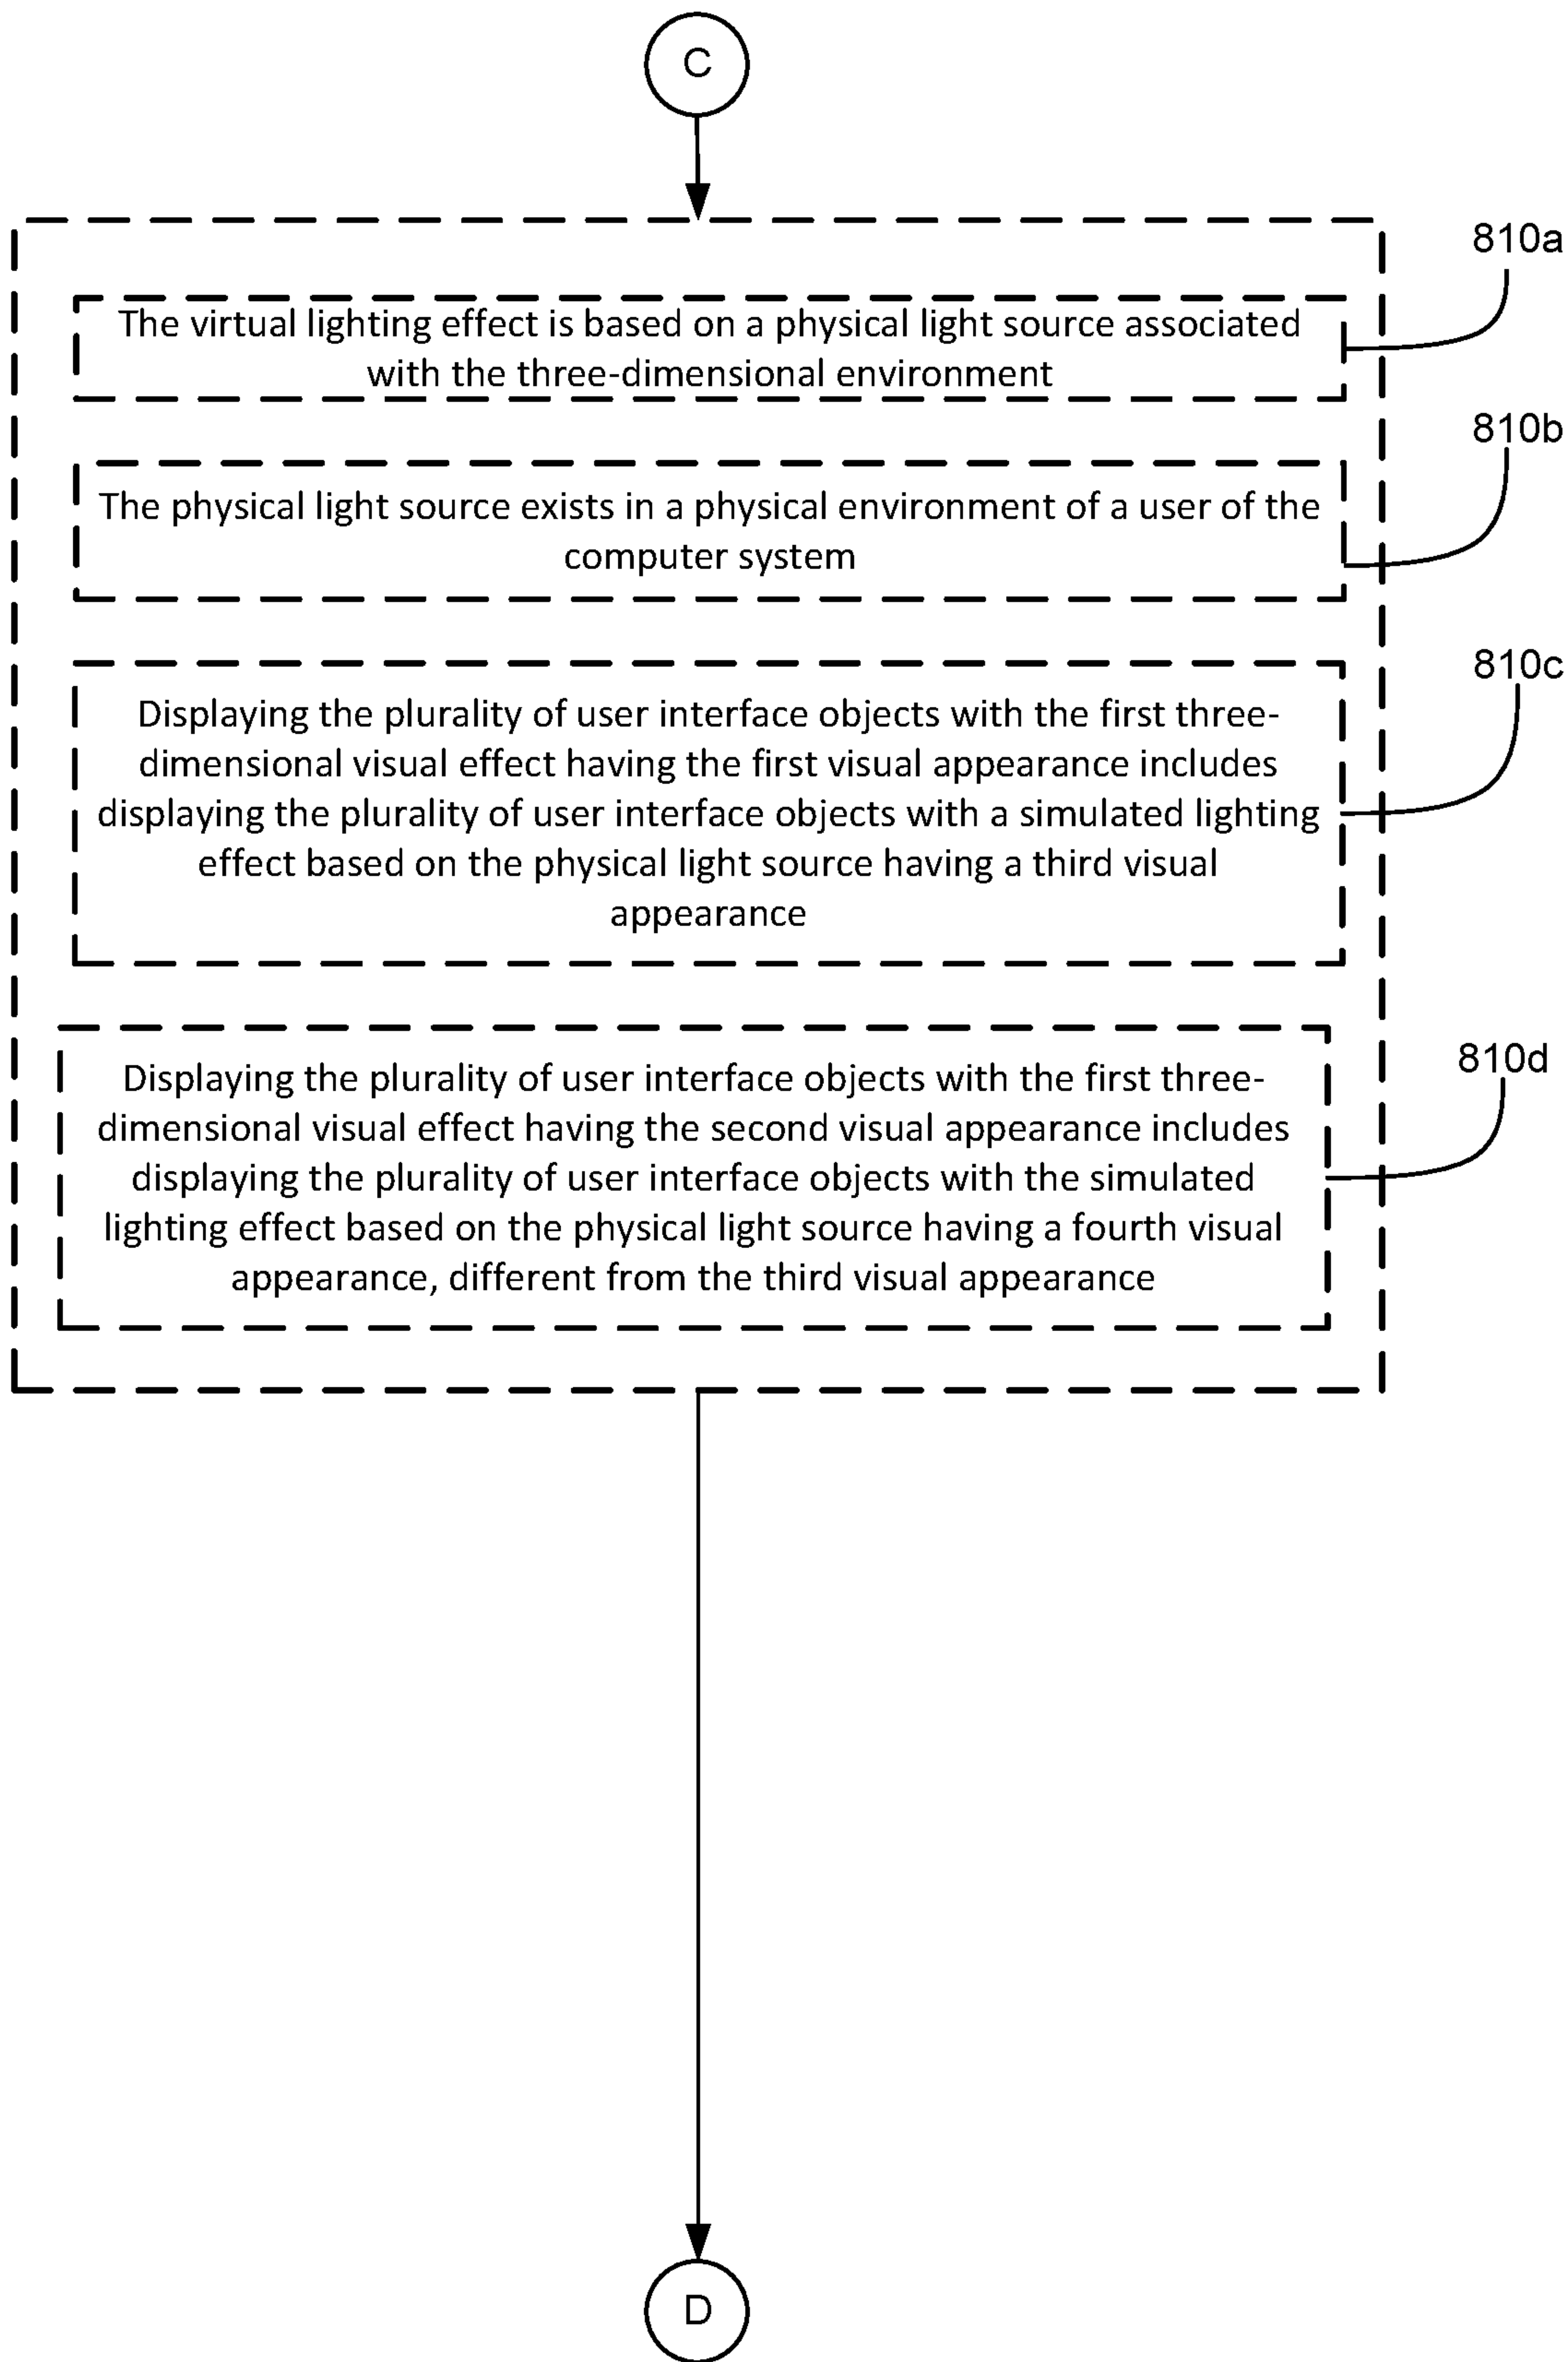 C
810a
The virtual lighting effect is based on a physical light source associated
with the three-dimensional environment
810b
The physical light source exists in a physical environment of a user of the
computer system
810c
Displaying the plurality of user interface objects with the first three-
dimensional visual effect having the first visual appearance includes
displaying the plurality of user interface objects with a simulated lighting
effect based on the physical light source having a third visual
appearance
810d
Displaying the plurality of user interface objects with the first three-
dimensional visual effect having the second visual appearance includes
displaying the plurality of user interface objects with the simulated
lighting effect based on the physical light source having a fourth visual
appearance, different from the third visual appearance
D